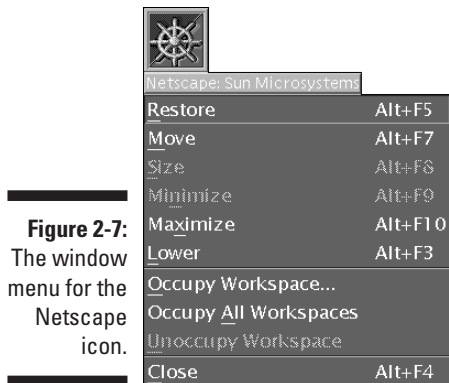 Netscape: Sun Microsystems
Restore Alt+F5
Move Alt+F7
Size Alt+F8
Minimize Alt+F9
Maximize Alt+F10
Lower Alt+F3
Occupy Workspace...
Occupy All Workspaces
Unoccupy Workspace
Close Alt+F4
Figure 2-7:
The window
menu for the
Netscape
icon.